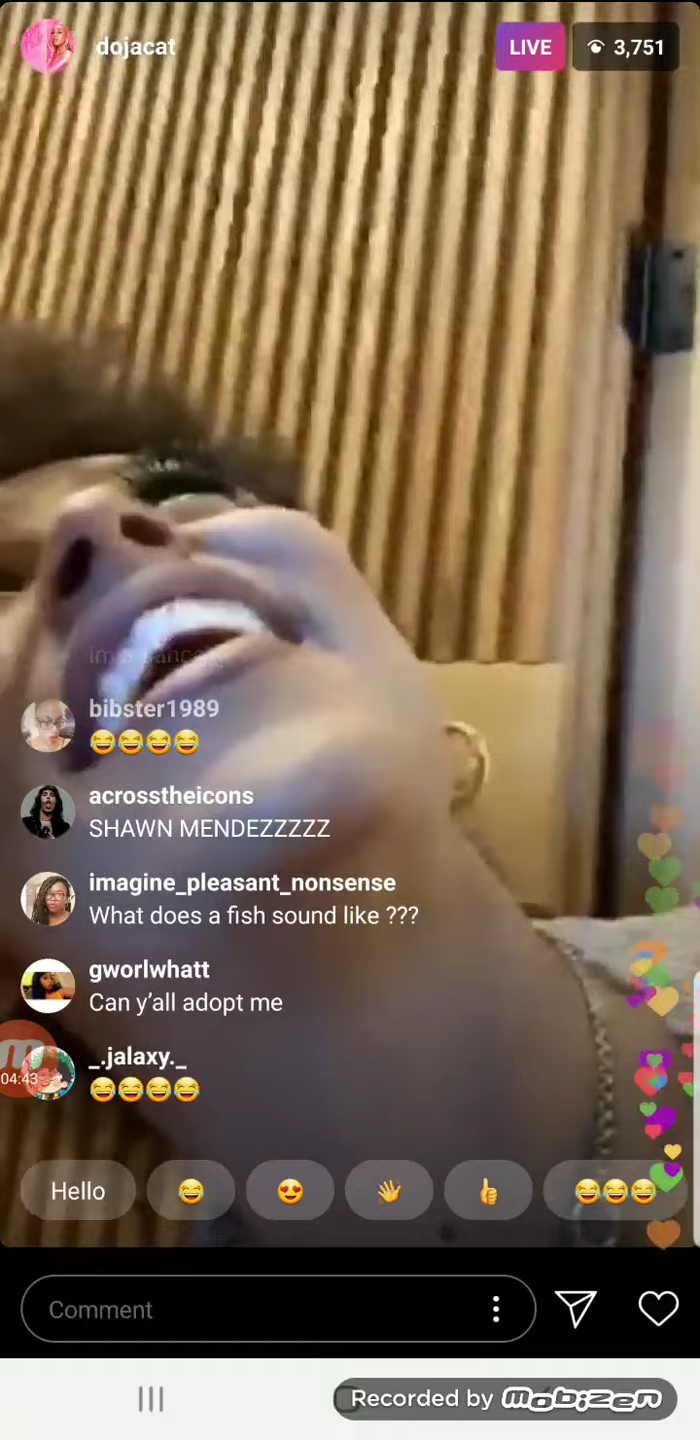 dojacat
LIVE
3,751
bibster1989
😂😂😂😂
acrosstheicons
SHAWN MENDEZZZZZ
imagine_pleasant_nonsense
What does a fish sound like ???
gworlwhatt
Can y'all adopt me
_.jalaxy._
😂😂😂😂
04:43
Hello 😂 😍 👋 👍 😂😂😂
Comment
Recorded by mobizen